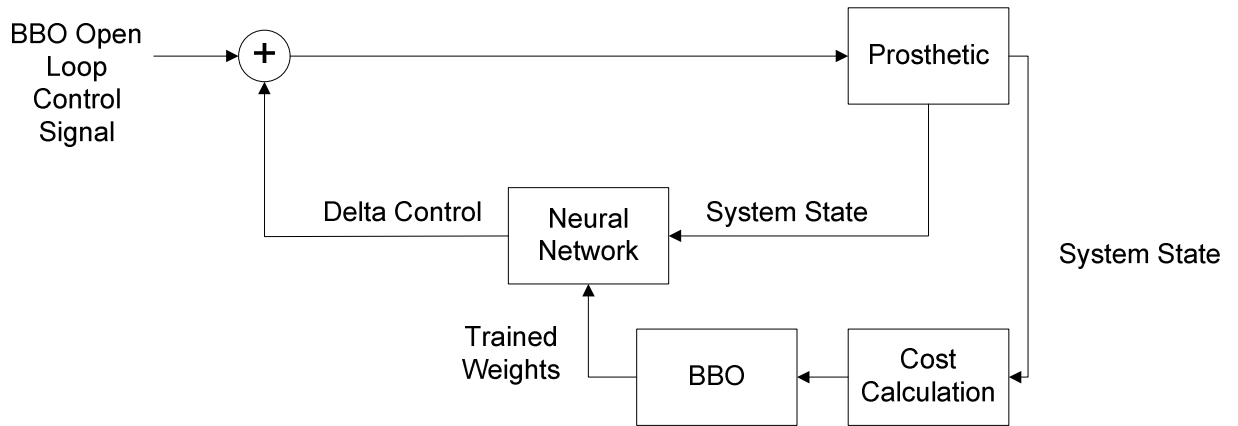 BBO Open
Loop
Control
Signal
+
Prosthetic
Delta Control
Neural
Network
System State
System State
Trained
Weights
BBO
Cost
Calculation